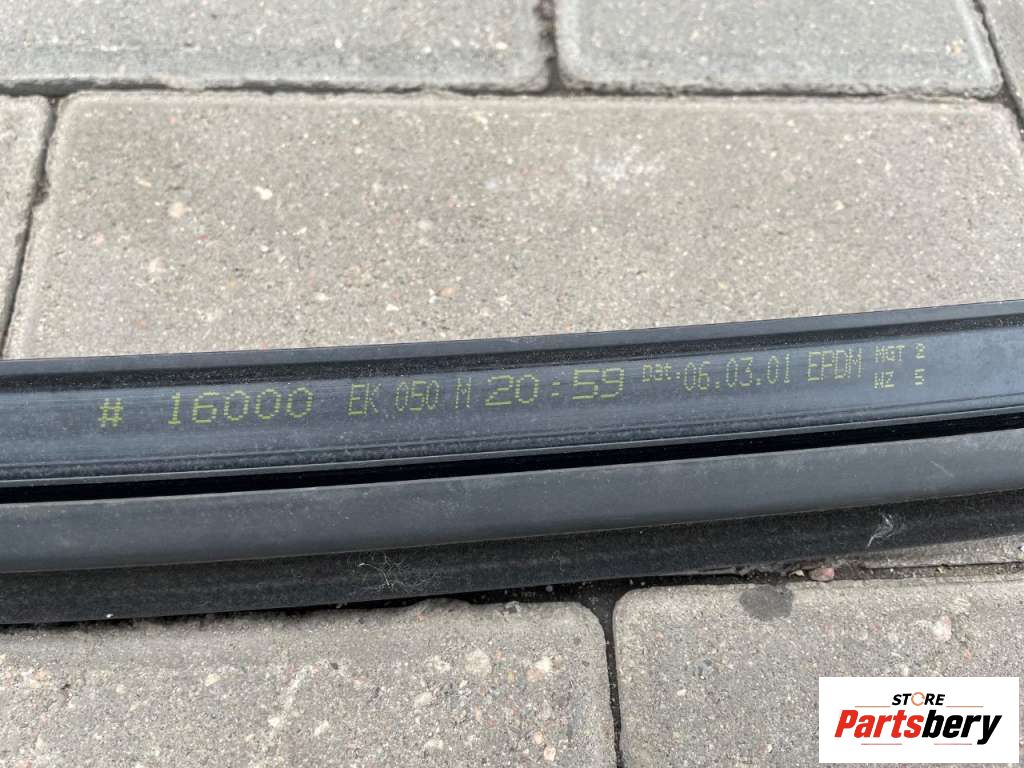 # 16000 EK 050 M 20:59 Dat. 06.03.01 EPDM MGT 2
WZ 5
STORE
Partsbery